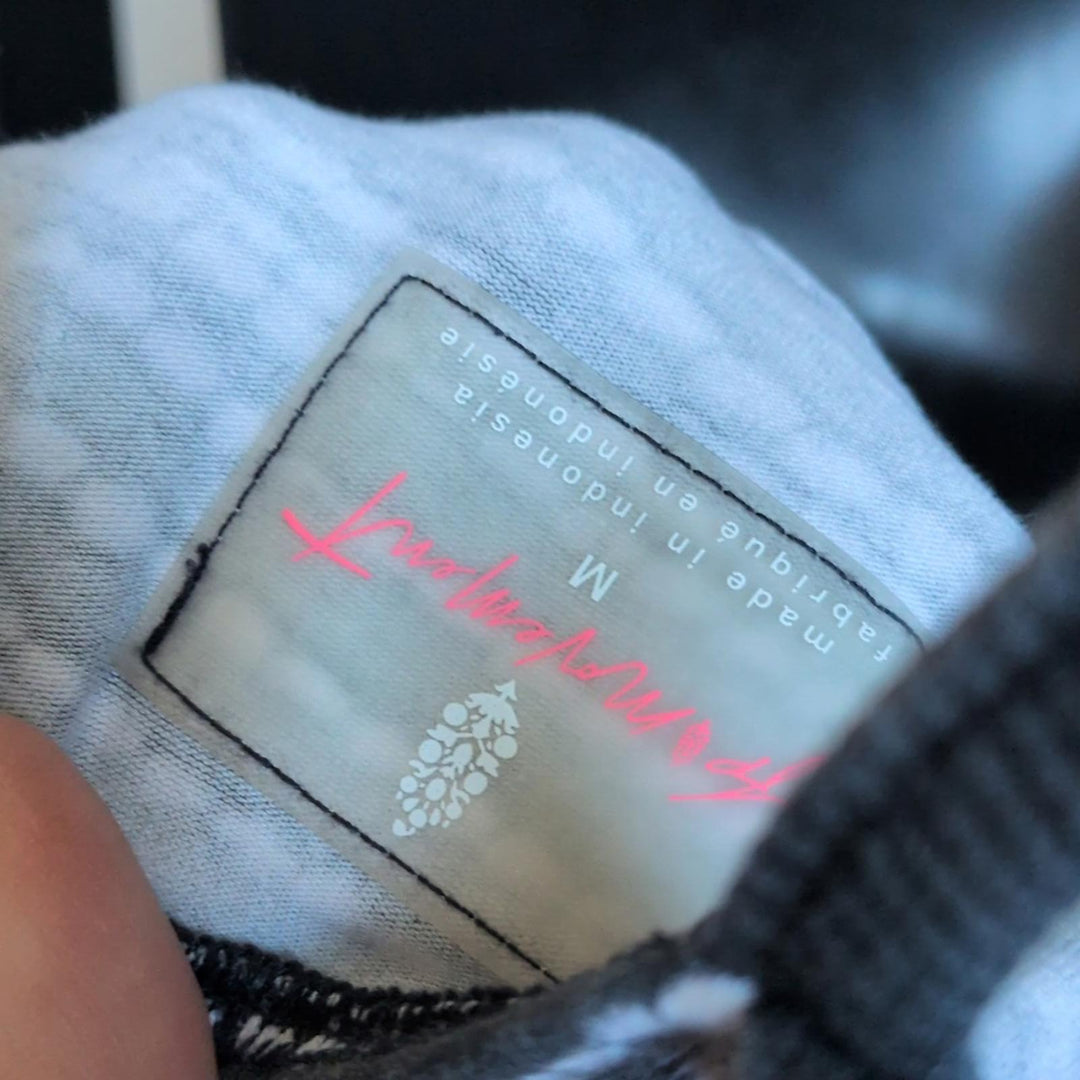 fp movement
M
made in indonesia
fabriqué en indonésie